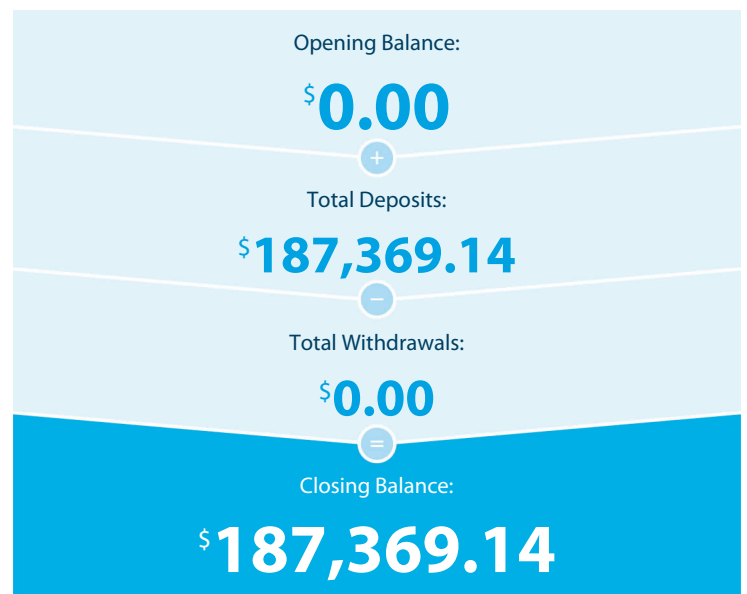 Opening Balance:
$0.00
+
Total Deposits:
$187,369.14
−
Total Withdrawals:
$0.00
=
Closing Balance:
$187,369.14